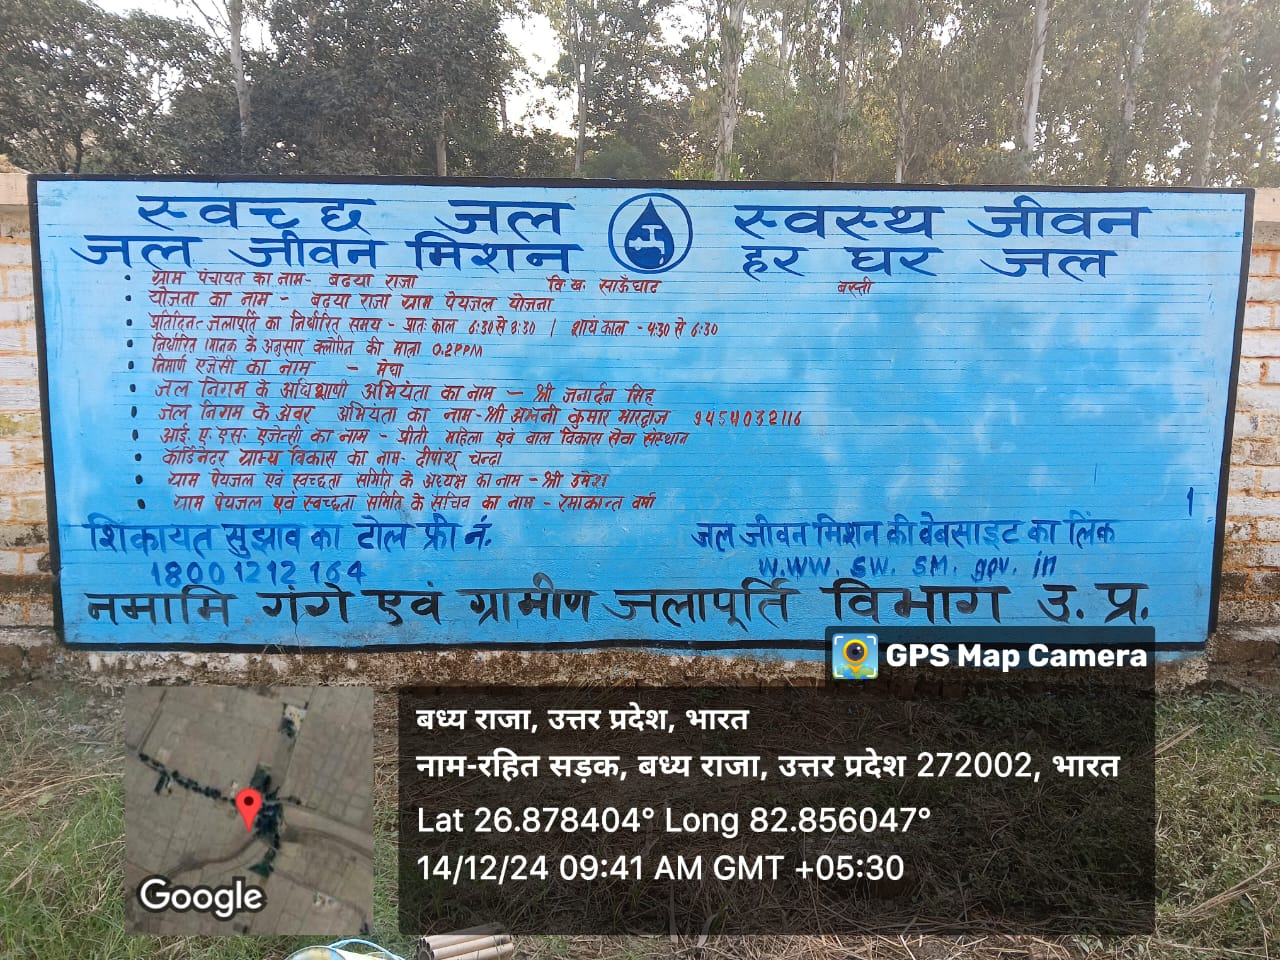 स्वच्छ जल स्वस्थ जीवन
जल जीवन मिशन हर घर जल
• ग्राम पंचायत का नाम- बढया राजा वि. ख. साऊँघाट बस्ती
• योजना का नाम - बढ़या राजा ग्राम पेयजल योजना
• प्रतिदिन- जलापूर्ति का निर्धारित समय - प्रातः काल 6:30 से 8:30 | शायं काल - 4:30 से 6:30
• निर्धारित मानक के अनुसार क्लोरिन की मात्रा 0.2PPM
• निर्माण एजेंसी का नाम - मेघा
• जल निगम के अधिशाषी अभियंता का नाम - श्री जनार्दन सिंह
• जल निगम के अवर अभियंता का नाम - श्री अश्वनी कुमार भारद्वाज 9454032116
• आई. ए. एस. एजेन्सी का नाम - प्रीती महिला एवं बाल विकास सेवा संस्थान
• कॉर्डिनेटर ग्राम्य विकास का नाम- दीपांशू चन्दा
• ग्राम पेयजल एवं स्वच्छता समिति के अध्यक्ष का नाम - श्री उमेश
• ग्राम पेयजल एवं स्वच्छता समिति के सचिव का नाम - रमाकान्त वर्मा
शिकायत सुझाव का टोल फ्री नं. जल जीवन मिशन की वेबसाइट का लिंक
18001212164 www. sw. sm. gov. in
नमामि गंगे एवं ग्रामीण जलापूर्ति विभाग उ. प्र.
GPS Map Camera
बध्य राजा, उत्तर प्रदेश, भारत
नाम-रहित सड़क, बध्य राजा, उत्तर प्रदेश 272002, भारत
Lat 26.878404° Long 82.856047°
14/12/24 09:41 AM GMT +05:30
Google